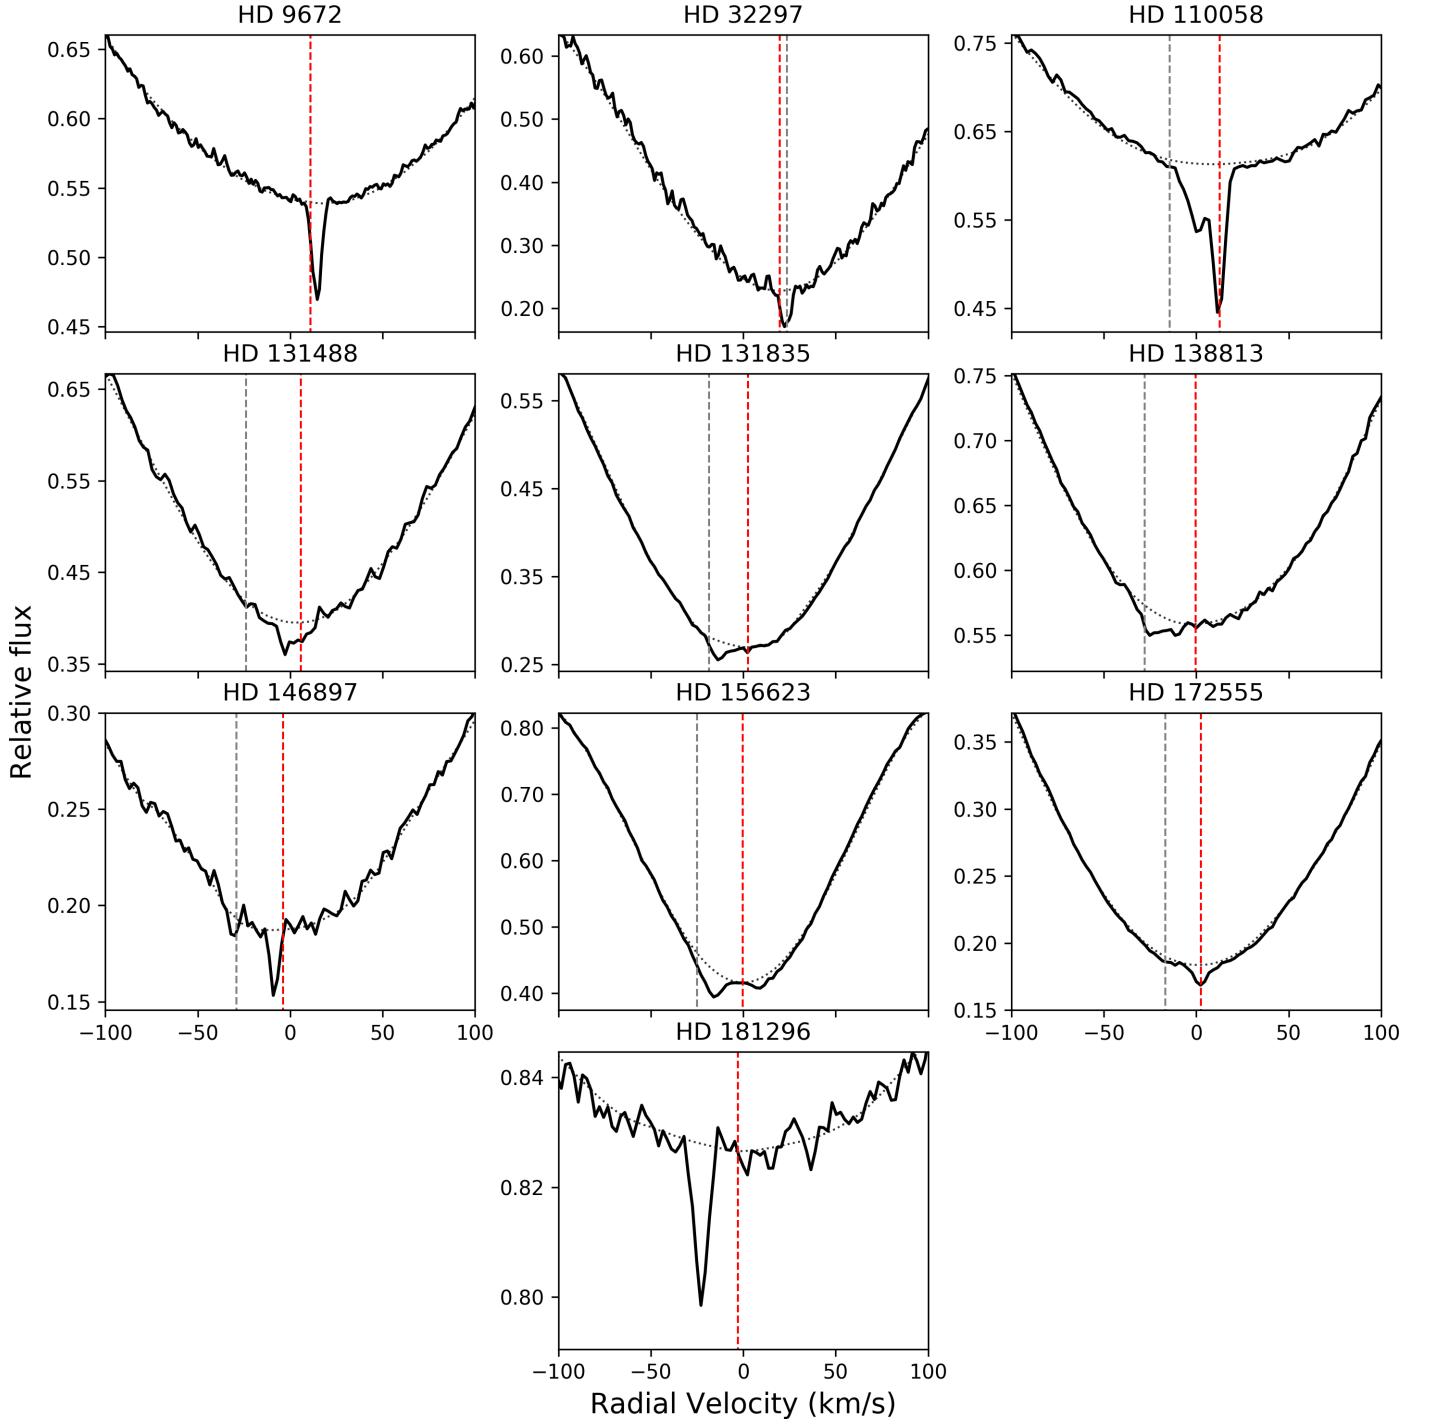 HD 9672
HD 32297
HD 110058
0.65
0.60
0.55
0.50
0.45
0.60
0.50
0.40
0.30
0.20
0.75
0.65
0.55
0.45
HD 131488
HD 131835
HD 138813
0.65
0.55
0.45
0.35
0.55
0.45
0.35
0.25
0.75
0.70
0.65
0.60
0.55
Relative flux
HD 146897
HD 156623
HD 172555
0.30
0.25
0.20
0.15
0.80
0.70
0.60
0.50
0.40
0.35
0.30
0.25
0.20
0.15
−100 −50 0 50 100
−100 −50 0 50 100
HD 181296
0.84
0.82
0.80
−100 −50 0 50 100
Radial Velocity (km/s)